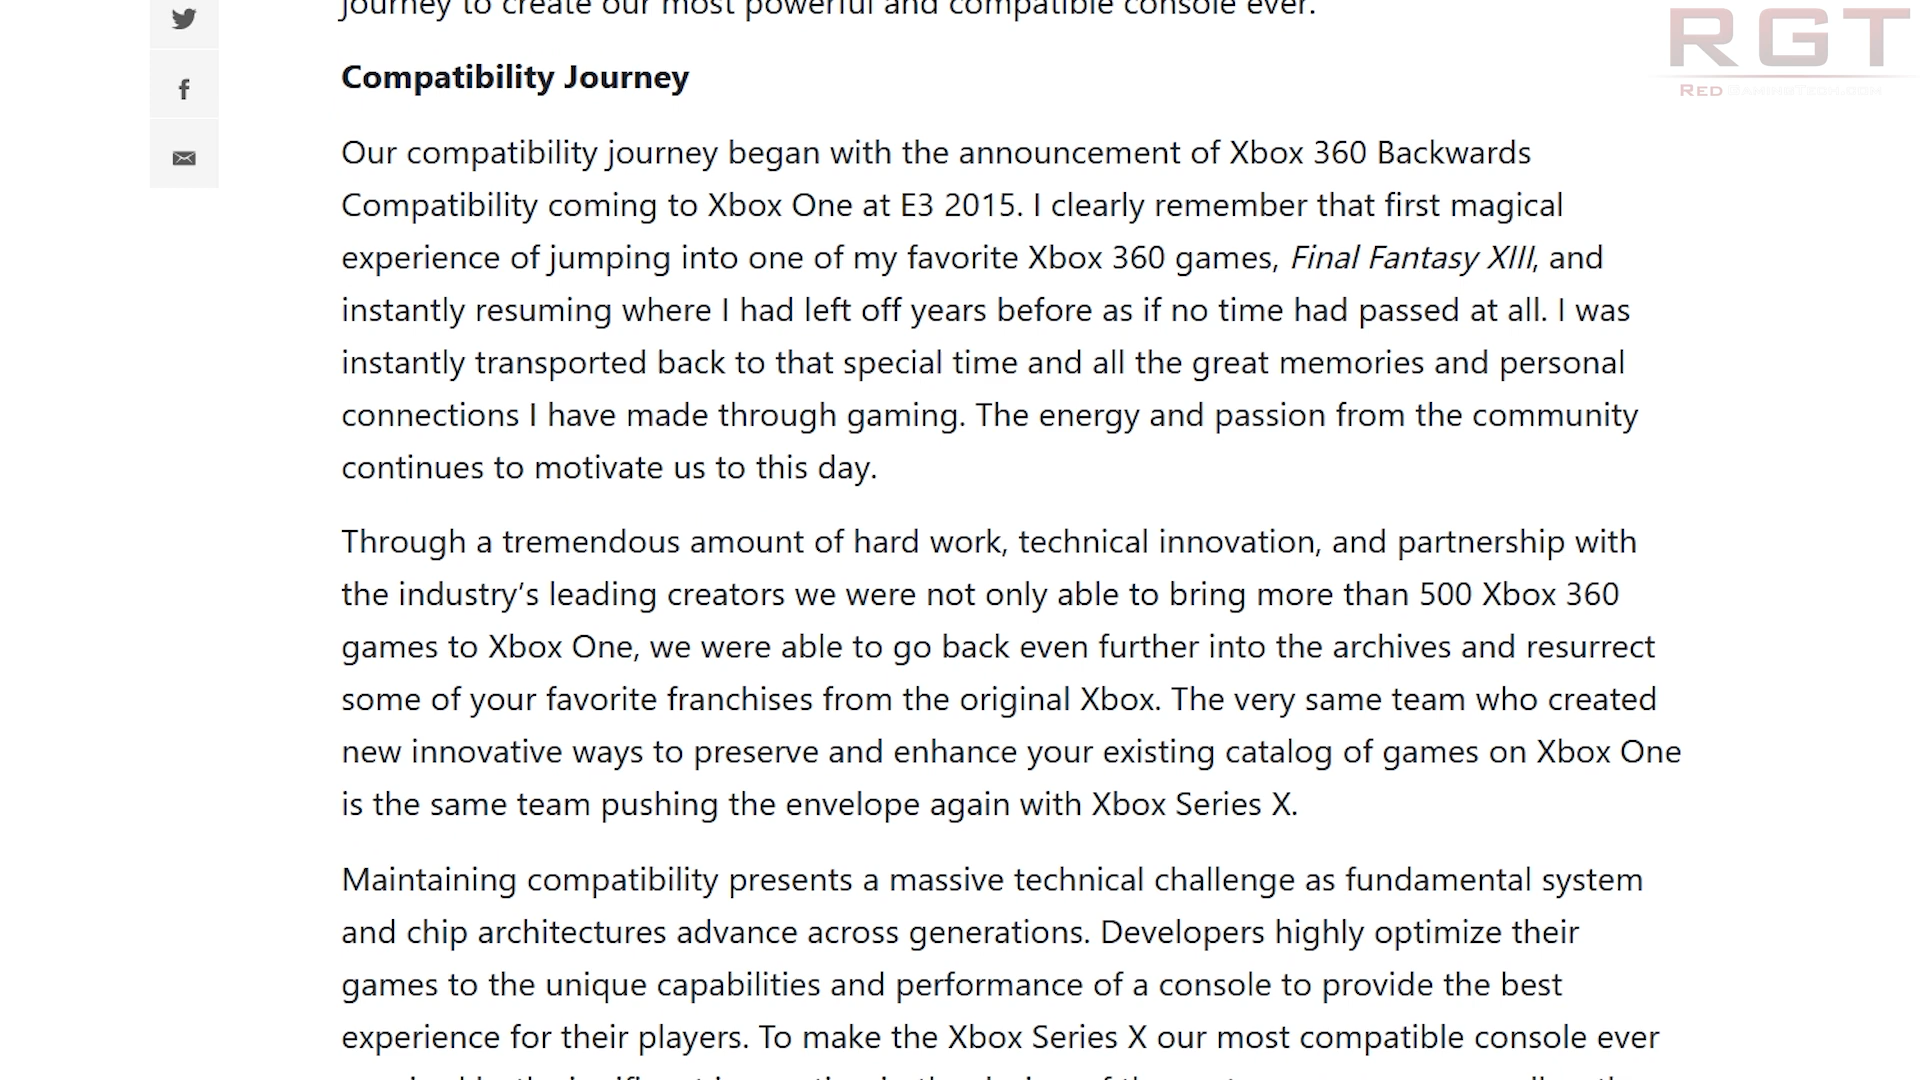 journey to create our most powerful and compatible console ever.
RGT
RED GAMINGTECH.COM
Compatibility Journey
Our compatibility journey began with the announcement of Xbox 360 Backwards
Compatibility coming to Xbox One at E3 2015. I clearly remember that first magical
experience of jumping into one of my favorite Xbox 360 games, Final Fantasy XIII, and
instantly resuming where I had left off years before as if no time had passed at all. I was
instantly transported back to that special time and all the great memories and personal
connections I have made through gaming. The energy and passion from the community
continues to motivate us to this day.
Through a tremendous amount of hard work, technical innovation, and partnership with
the industry’s leading creators we were not only able to bring more than 500 Xbox 360
games to Xbox One, we were able to go back even further into the archives and resurrect
some of your favorite franchises from the original Xbox. The very same team who created
new innovative ways to preserve and enhance your existing catalog of games on Xbox One
is the same team pushing the envelope again with Xbox Series X.
Maintaining compatibility presents a massive technical challenge as fundamental system
and chip architectures advance across generations. Developers highly optimize their
games to the unique capabilities and performance of a console to provide the best
experience for their players. To make the Xbox Series X our most compatible console ever